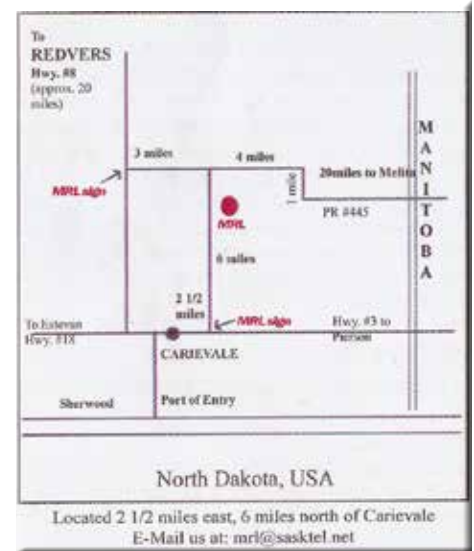 To
REDVERS
Hwy. #8
(approx. 20
miles)
MANITOBA
3 miles
4 miles
1 mile
20miles to Melita
PR #445
MRL sign
MRL
6 miles
2 1/2
miles
MRL sign
To Estevan
Hwy. #18
Hwy. #3 to
Pierson
CARIEVALE
Sherwood
Port of Entry
North Dakota, USA
Located 2 1/2 miles east, 6 miles north of Carievale
E-Mail us at: mrl@sasktel.net